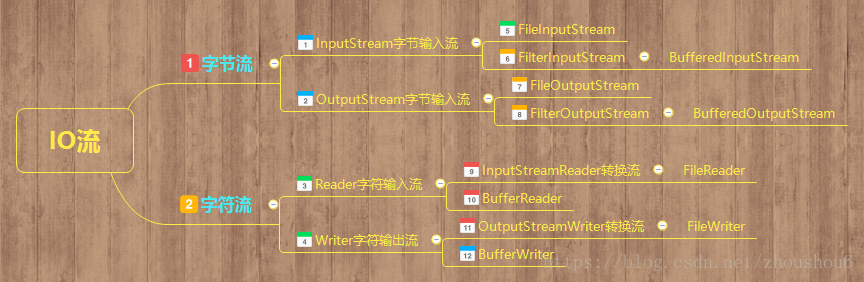 IO流
1 字节流
1 InputStream字节输入流
5 FileInputStream
6 FilterInputStream
BufferedInputStream
2 OutputStream字节输入流
7 FileOutputStream
8 FilterOutputStream
BufferedOutputStream
2 字符流
3 Reader字符输入流
9 InputStreamReader转换流
FileReader
10 BufferReader
4 Writer字符输出流
11 OutputStreamWriter转换流
FileWriter
12 BufferWriter
https://blog.csdn.net/zhoushou6